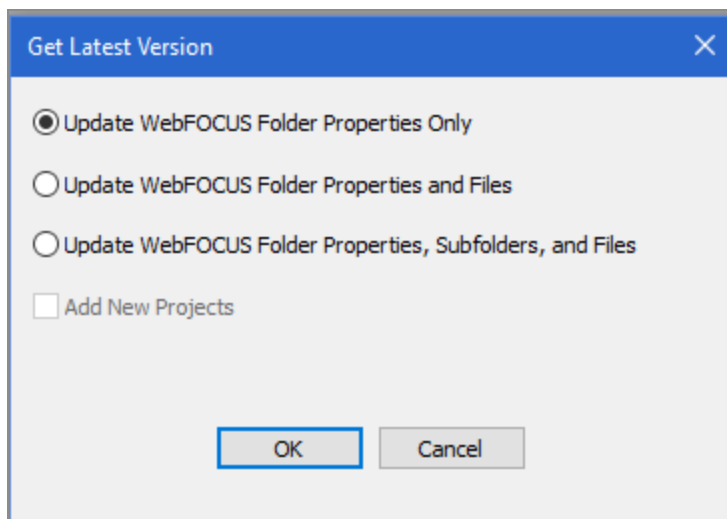 Get Latest Version
Update WebFOCUS Folder Properties Only
Update WebFOCUS Folder Properties and Files
Update WebFOCUS Folder Properties, Subfolders, and Files
Add New Projects
OK Cancel